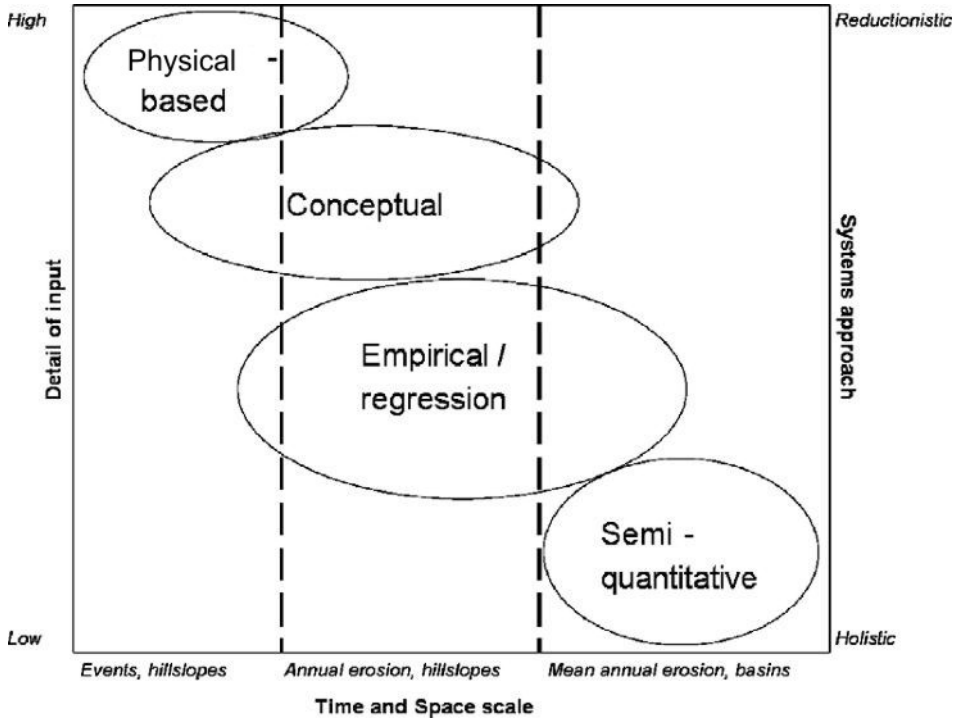 High
Reductionistic
Physical -
based
Conceptual
Detail of input
Systems approach
Empirical /
regression
Semi -
quantitative
Low
Holistic
Events, hillslopes
Annual erosion, hillslopes
Mean annual erosion, basins
Time and Space scale